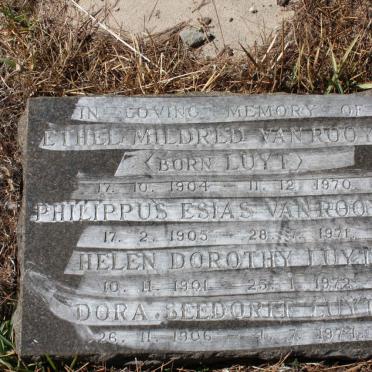 IN LOVING MEMORY OF
ETHEL MILDRED VAN ROOY
(BORN LUYT)
17. 10. 1904 – 11. 12. 1970.
PHILIPPUS ESIAS VAN ROOY
17. 2. 1905 – 28. 1971.
HELEN DOROTHY LUYT
10. 11. 1901 – 25. 1. 1972.
DORA LUYT
26. 11. 1906 –